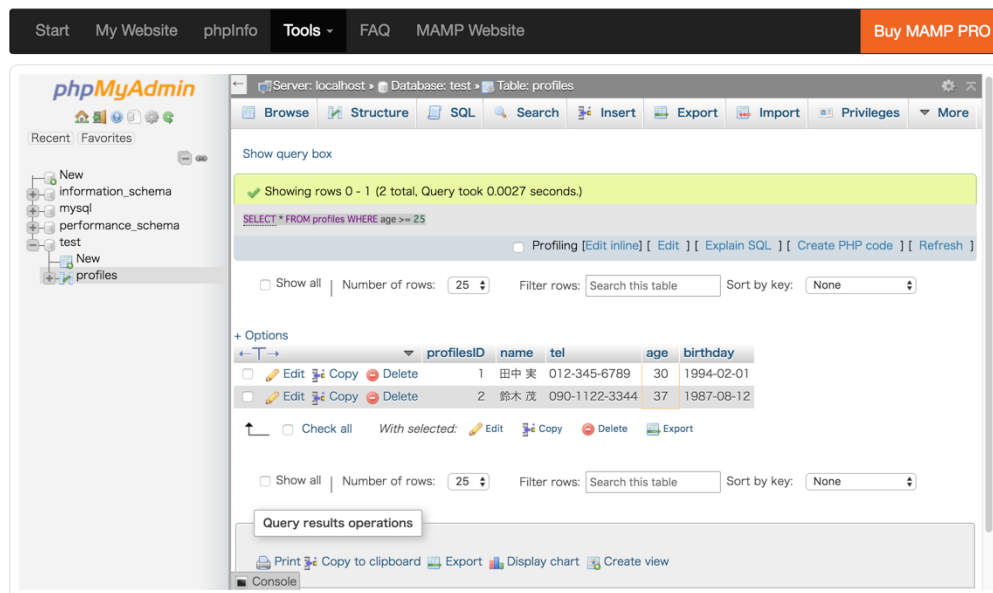 Start My Website phpInfo Tools FAQ MAMP Website Buy MAMP PRO
phpMyAdmin
Recent Favorites
New
information_schema
mysql
performance_schema
test
New
profiles
Server: localhost » Database: test » Table: profiles
Browse Structure SQL Search Insert Export Import Privileges More
Show query box
Showing rows 0 - 1 (2 total, Query took 0.0027 seconds.)
SELECT * FROM profiles WHERE age >= 25
Profiling [Edit inline] [ Edit ] [ Explain SQL ] [ Create PHP code ] [ Refresh ]
Show all | Number of rows: 25 Filter rows: Search this table Sort by key: None
+ Options
←T→ profilesID name tel age birthday
Edit Copy Delete 1 田中 実 012-345-6789 30 1994-02-01
Edit Copy Delete 2 鈴木 茂 090-1122-3344 37 1987-08-12
Check all With selected: Edit Copy Delete Export
Show all | Number of rows: 25 Filter rows: Search this table Sort by key: None
Query results operations
Print Copy to clipboard Export Display chart Create view
Console